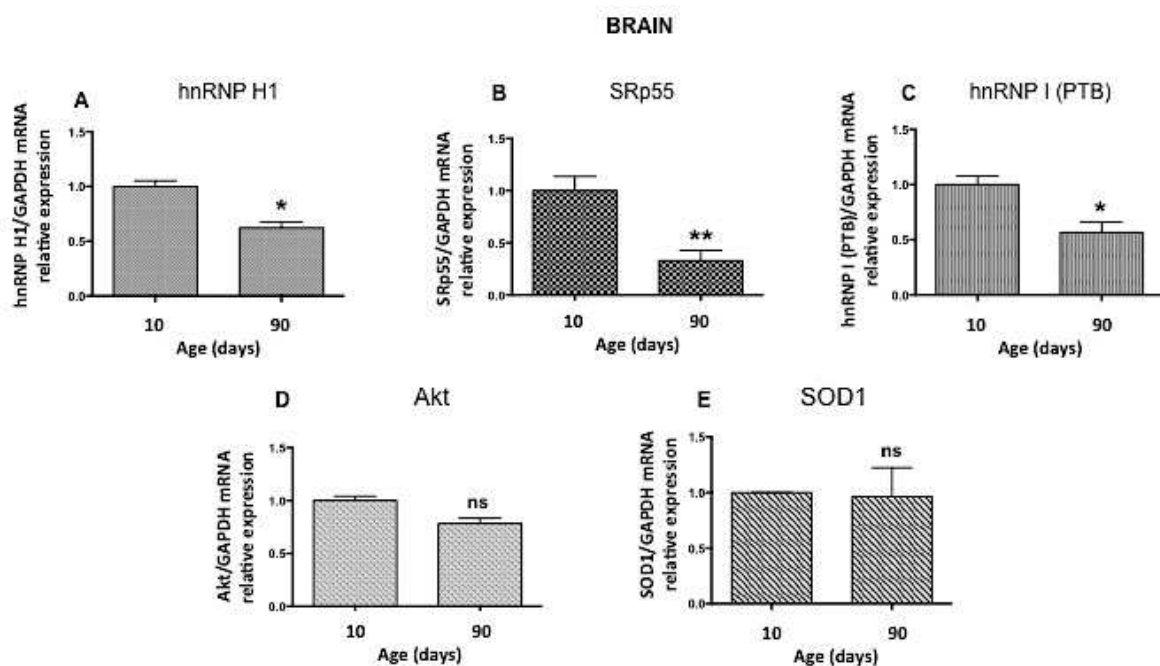 BRAIN
A
hnRNP H1
hnRNP H1/GAPDH mRNA
relative expression
1.5
1.0
0.5
0.0
*
10
90
Age (days)
B
SRp55
SRp55/GAPDH mRNA
relative expression
1.5
1.0
0.5
0.0
**
10
90
Age (days)
C
hnRNP I (PTB)
hnRNP I (PTB)/GAPDH mRNA
relative expression
1.5
1.0
0.5
0.0
*
10
90
Age (days)
D
Akt
Akt/GAPDH mRNA
relative expression
1.5
1.0
0.5
0.0
ns
10
90
Age (days)
E
SOD1
SOD1/GAPDH mRNA
relative expression
1.5
1.0
0.5
0.0
ns
10
90
Age (days)